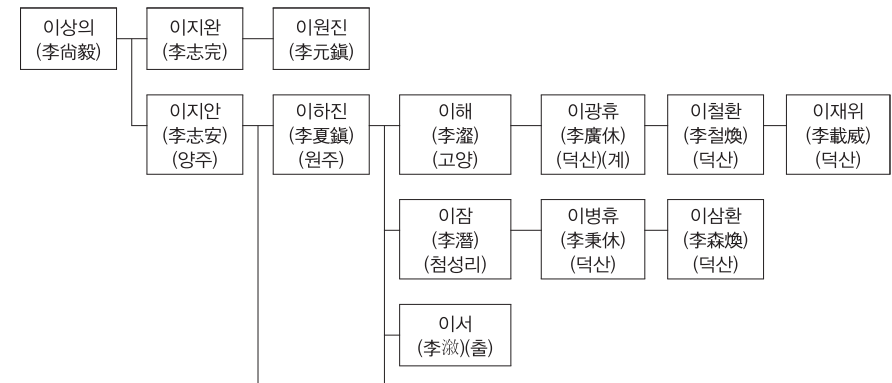 이상의
(李尙毅)
이지완
(李志完)
이원진
(李元鎭)
이지안
(李志安)
(양주)
이하진
(李夏鎭)
(원주)
이해
(李瀣)
(고양)
이광휴
(李廣休)
(덕산)(계)
이철환
(李철煥)
(덕산)
이재위
(李載威)
(덕산)
이잠
(李潛)
(첨성리)
이병휴
(李秉休)
(덕산)
이삼환
(李森煥)
(덕산)
이서
(李漵)(출)